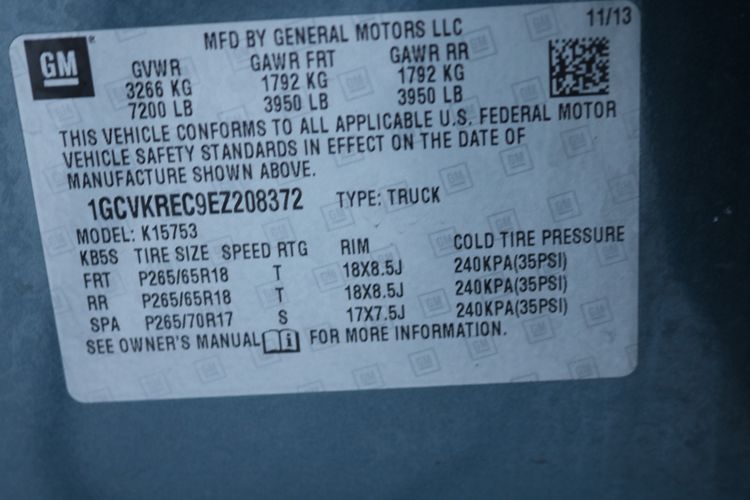 11/13
GM MFD BY GENERAL MOTORS LLC
GVWR GAWR FRT GAWR RR
3266 KG 1792 KG 1792 KG
7200 LB 3950 LB 3950 LB
THIS VEHICLE CONFORMS TO ALL APPLICABLE U.S. FEDERAL MOTOR
VEHICLE SAFETY STANDARDS IN EFFECT ON THE DATE OF
MANUFACTURE SHOWN ABOVE.
1GCVKREC9EZ208372 TYPE: TRUCK
MODEL: K15753
KB5S TIRE SIZE SPEED RTG RIM COLD TIRE PRESSURE
FRT P265/65R18 T 18X8.5J 240KPA(35PSI)
RR P265/65R18 T 18X8.5J 240KPA(35PSI)
SPA P265/70R17 S 17X7.5J 240KPA(35PSI)
SEE OWNER'S MANUAL FOR MORE INFORMATION.